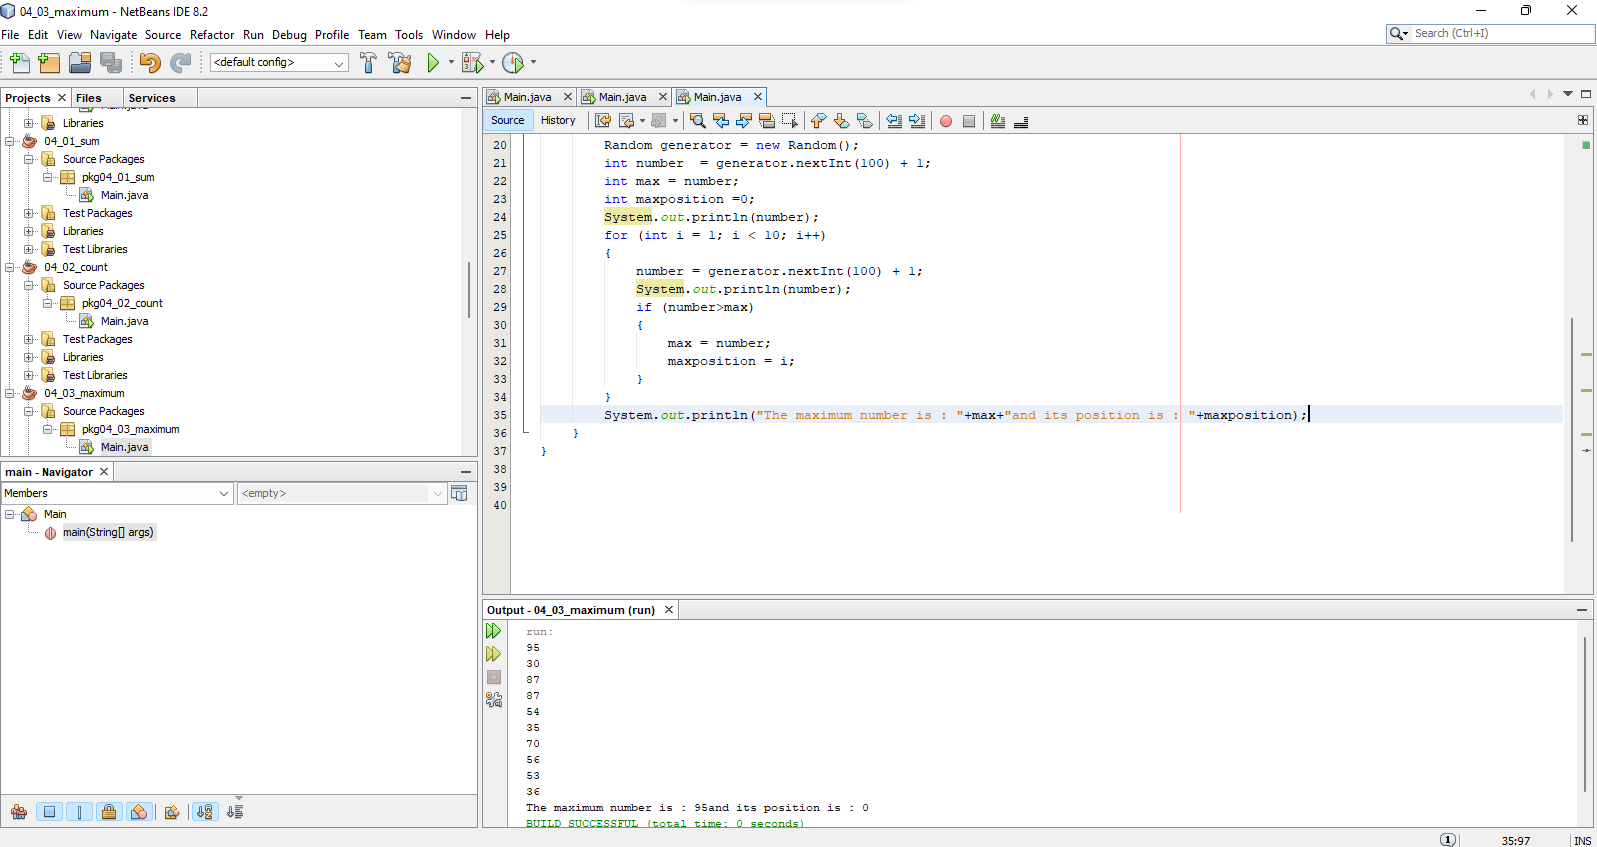 04_03_maximum - NetBeans IDE 8.2
File Edit View Navigate Source Refactor Run Debug Profile Team Tools Window Help
Search (Ctrl+I)
<default config>
Projects Files Services
Libraries
04_01_sum
Source Packages
pkg04_01_sum
Main.java
Test Packages
Libraries
Test Libraries
04_02_count
Source Packages
pkg04_02_count
Main.java
Test Packages
Libraries
Test Libraries
04_03_maximum
Source Packages
pkg04_03_maximum
Main.java
main - Navigator
Members
<empty>
Main
main(String[] args)
Main.java Main.java Main.java
Source History
20 Random generator = new Random();
21 int number  = generator.nextInt(100) + 1;
22 int max = number;
23 int maxposition =0;
24 System.out.println(number);
25 for (int i = 1; i < 10; i++)
26 {
27 number = generator.nextInt(100) + 1;
28 System.out.println(number);
29 if (number>max)
30 {
31 max = number;
32 maxposition = i;
33 }
34 }
35 System.out.println("The maximum number is : "+max+"and its position is : "+maxposition);
36 }
37 }
38
39
40
Output - 04_03_maximum (run)
run:
95
30
87
87
54
35
70
56
53
36
The maximum number is : 95and its position is : 0
BUILD SUCCESSFUL (total time: 0 seconds)
1
35:97
INS